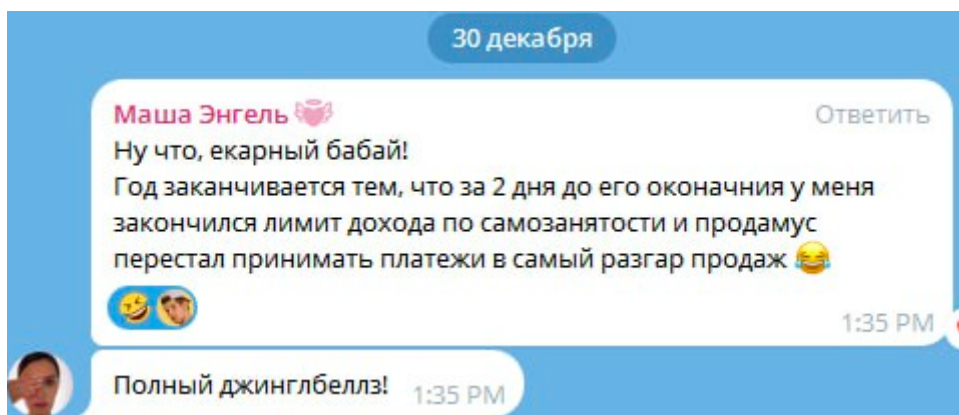 30 декабря
Маша Энгель
Ответить
Ну что, екарный бабай!
Год заканчивается тем, что за 2 дня до его оконачния у меня
закончился лимит дохода по самозанятости и продамус
перестал принимать платежи в самый разгар продаж 😂
1:35 PM
Полный джинглбеллз!
1:35 PM